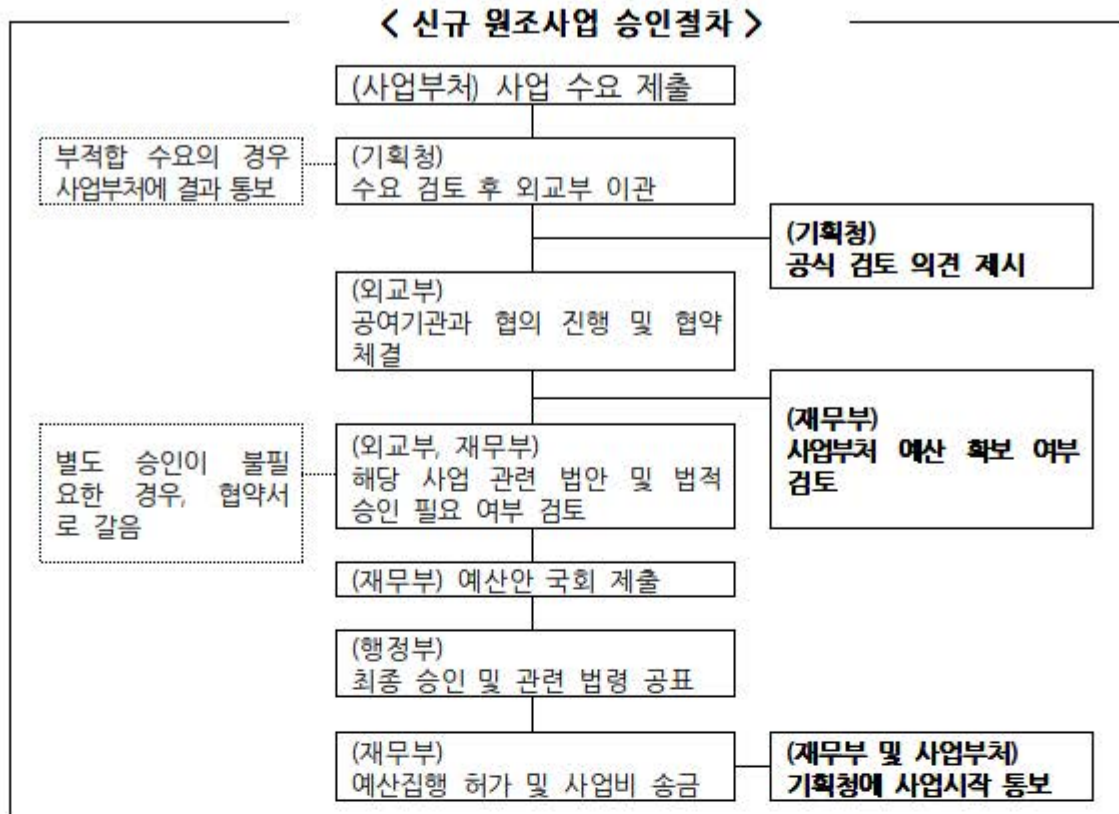 < 신규 원조사업 승인절차 >
(사업부처) 사업 수요 제출
부적합 수요의 경우
사업부처에 결과 통보
(기획청)
수요 검토 후 외교부 이관
(기획청)
공식 검토 의견 제시
(외교부)
공여기관과 협의 진행 및 협약
체결
(재무부)
사업부처 예산 확보 여부
검토
별도 승인이 불필
요한 경우, 협약서
로 갈음
(외교부, 재무부)
해당 사업 관련 법안 및 법적
승인 필요 여부 검토
(재무부) 예산안 국회 제출
(행정부)
최종 승인 및 관련 법령 공표
(재무부)
예산집행 허가 및 사업비 송금
(재무부 및 사업부처)
기획청에 사업시작 통보